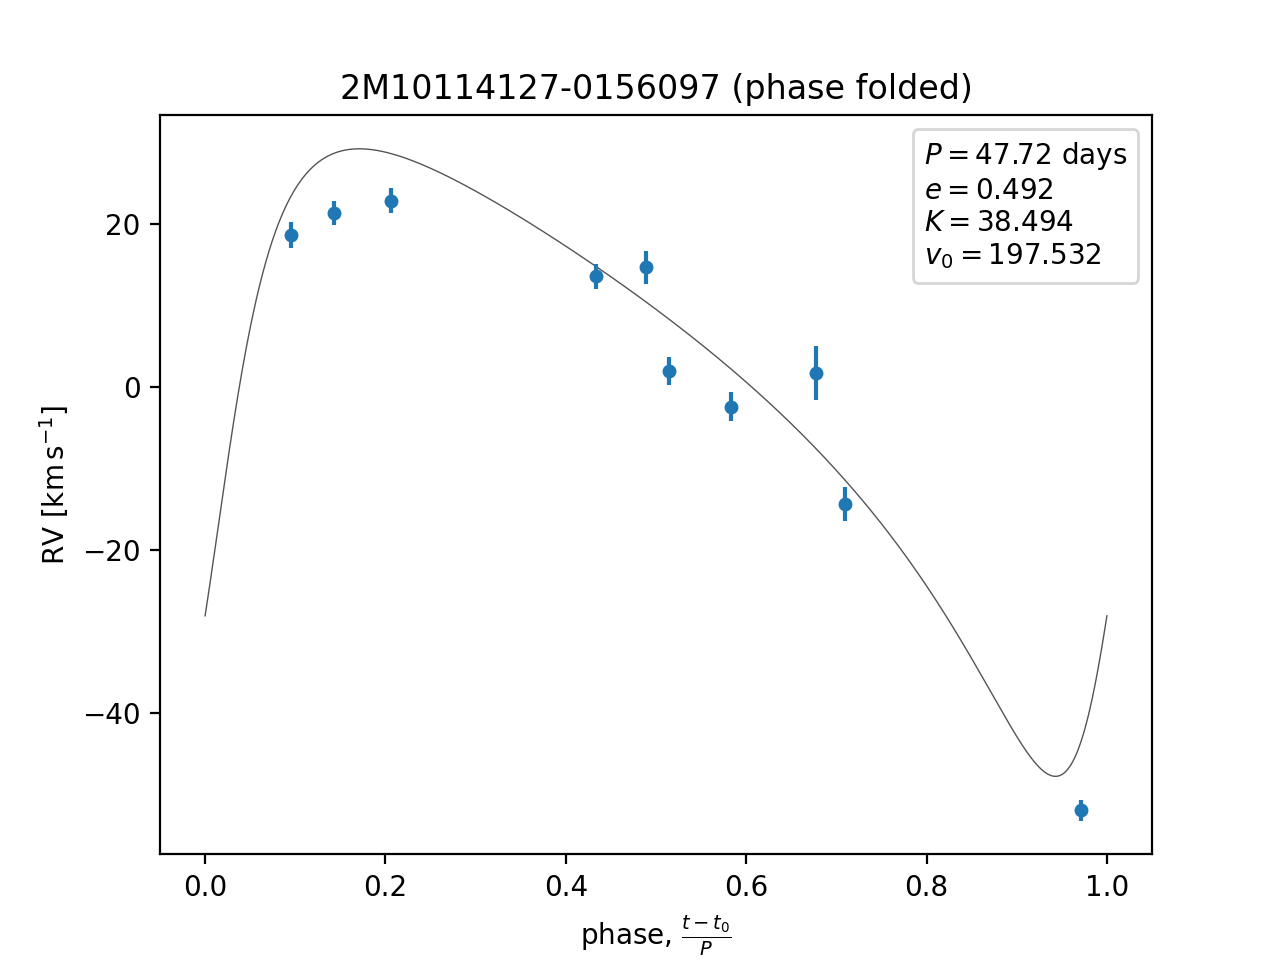 2M10114127-0156097 (phase folded)
P = 47.72 days
e = 0.492
K = 38.494
v₀ = 197.532
20
0
−20
−40
RV [km s⁻¹]
0.0 0.2 0.4 0.6 0.8 1.0
phase, (t − t₀)/P